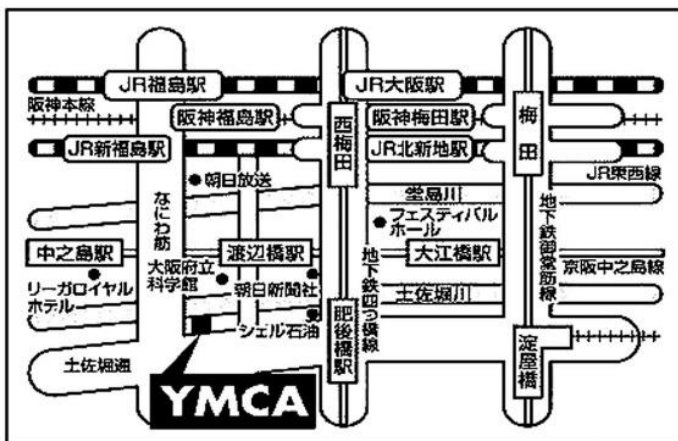 JR福島駅
JR大阪駅
阪神本線
阪神福島駅
西梅田
阪神梅田駅
梅田
JR新福島駅
JR北新地駅
JR東西線
朝日放送
なにわ筋
堂島川
フェスティバル
ホール
地下鉄御堂筋線
中之島駅
渡辺橋駅
大江橋駅
大阪府立
科学館
リーガロイヤル
ホテル
朝日新聞社
地下鉄四つ橋線
京阪中之島線
土佐堀川
シェル石油
肥後橋駅
淀屋橋
土佐堀通
YMCA